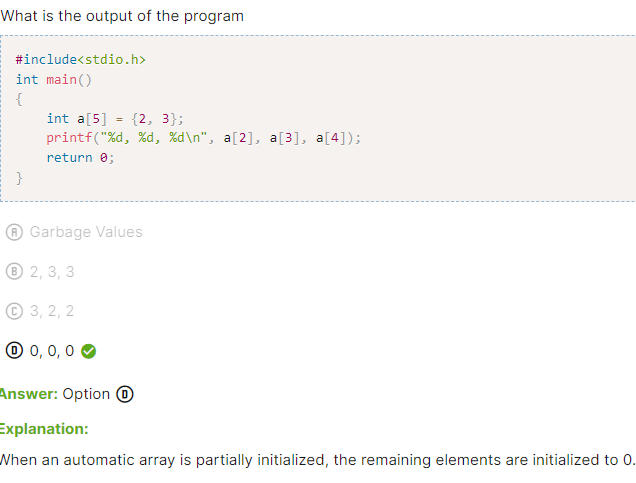 What is the output of the program
#include<stdio.h>
int main()
{
int a[5] = {2, 3};
printf("%d, %d, %d\n", a[2], a[3], a[4]);
return 0;
}
A Garbage Values
B 2, 3, 3
C 3, 2, 2
D 0, 0, 0
Answer: Option D
Explanation:
When an automatic array is partially initialized, the remaining elements are initialized to 0.